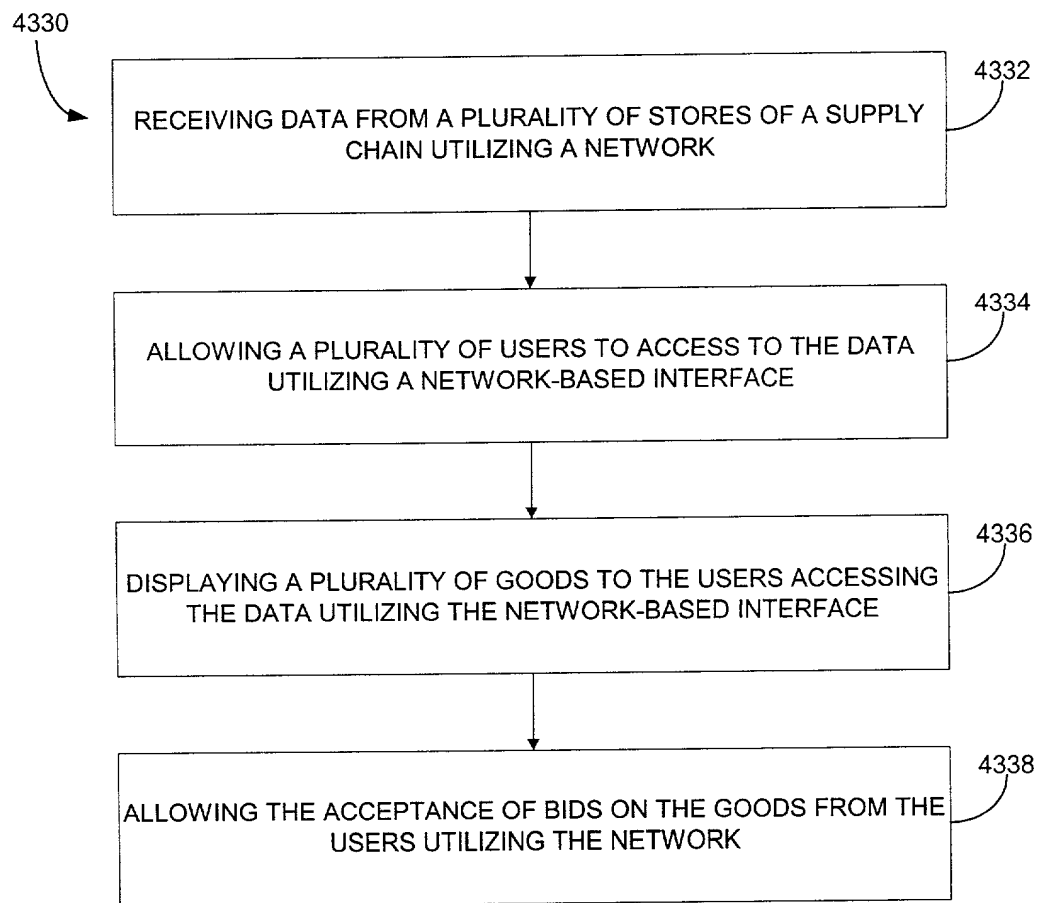 4330
4332
RECEIVING DATA FROM A PLURALITY OF STORES OF A SUPPLY
CHAIN UTILIZING A NETWORK
4334
ALLOWING A PLURALITY OF USERS TO ACCESS TO THE DATA
UTILIZING A NETWORK-BASED INTERFACE
4336
DISPLAYING A PLURALITY OF GOODS TO THE USERS ACCESSING
THE DATA UTILIZING THE NETWORK-BASED INTERFACE
4338
ALLOWING THE ACCEPTANCE OF BIDS ON THE GOODS FROM THE
USERS UTILIZING THE NETWORK